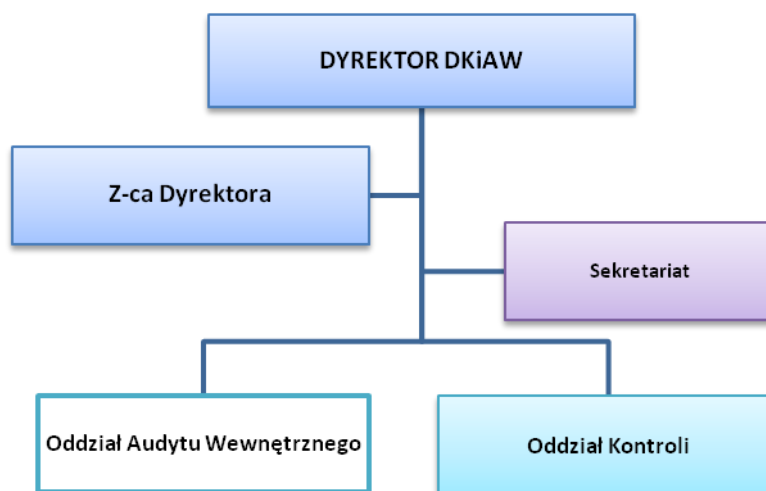 DYREKTOR DKiAW
Z-ca Dyrektora
Sekretariat
Oddział Audytu Wewnętrznego
Oddział Kontroli